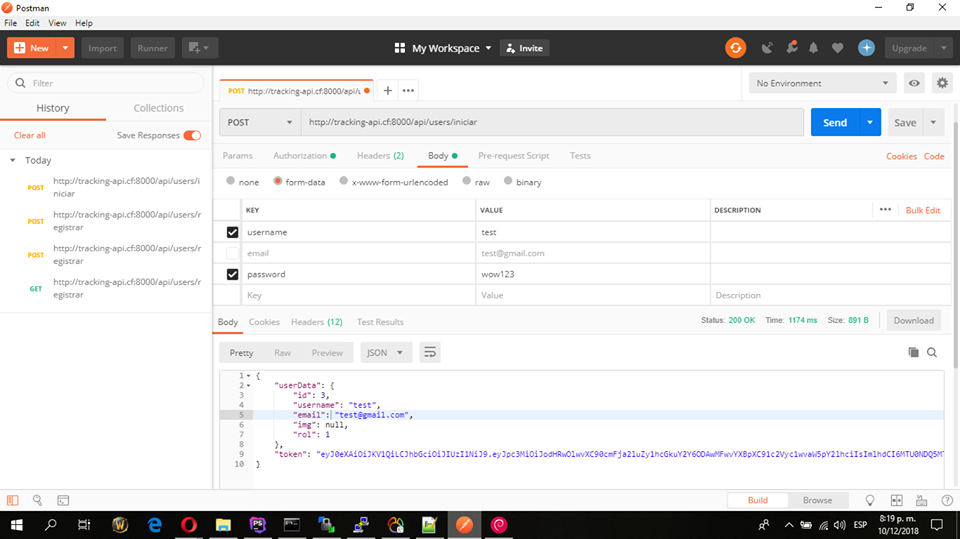 Postman
File Edit View Help
New Import Runner My Workspace Invite Upgrade
Filter
History Collections
Clear all Save Responses
Today
POST http://tracking-api.cf:8000/api/users/i
niciar
POST http://tracking-api.cf:8000/api/users/r
egistrar
POST http://tracking-api.cf:8000/api/users/r
egistrar
GET http://tracking-api.cf:8000/api/users/r
egistrar
POST http://tracking-api.cf:8000/api/u
No Environment
POST http://tracking-api.cf:8000/api/users/iniciar Send Save
Params Authorization Headers (2) Body Pre-request Script Tests Cookies Code
none form-data x-www-form-urlencoded raw binary
KEY VALUE DESCRIPTION Bulk Edit
username test
email test@gmail.com
password wow123
Key Value Description
Body Cookies Headers (12) Test Results Status: 200 OK Time: 1174 ms Size: 891 B Download
Pretty Raw Preview JSON
1 {
2 "userData": {
3 "id": 3,
4 "username": "test",
5 "email": "test@gmail.com",
6 "img": null,
7 "rol": 1
8 },
9 "token":
10 }
Build Browse
ESP 8:19 p. m.
10/12/2018